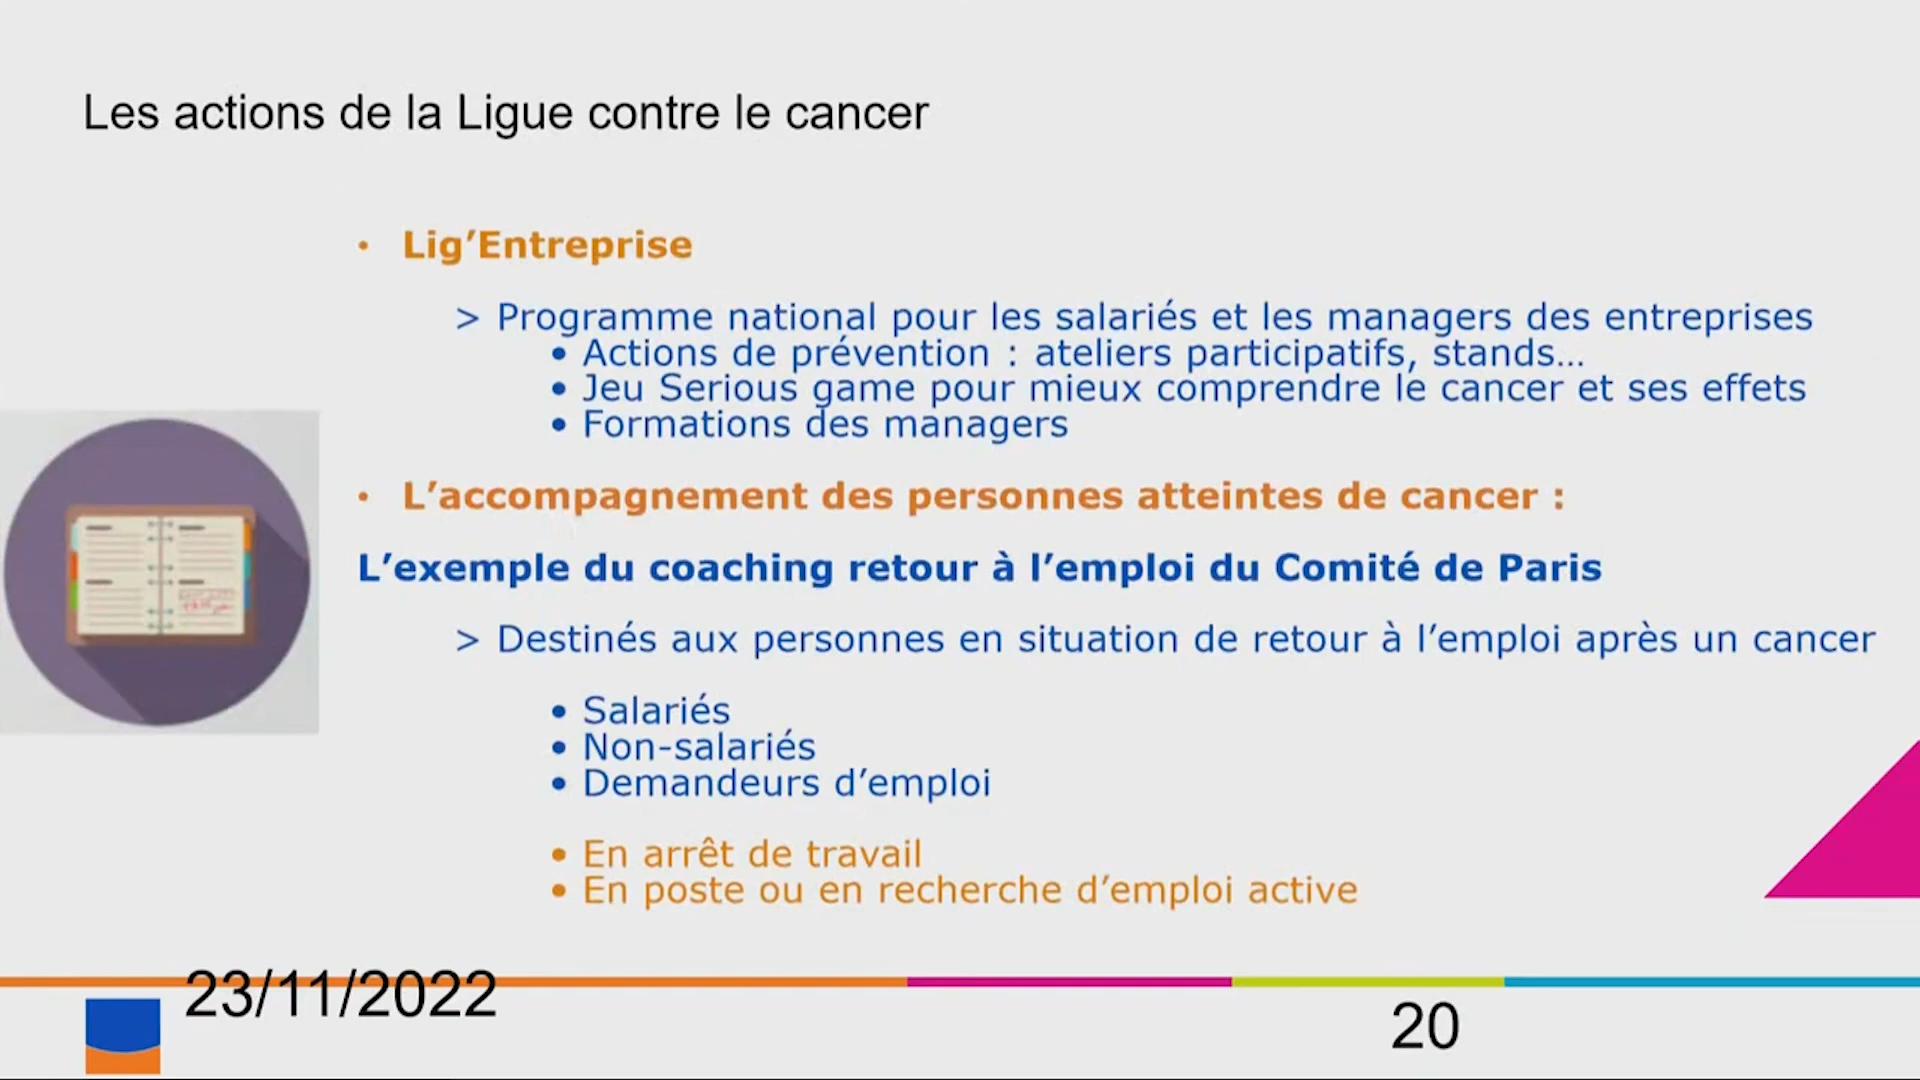 Les actions de la Ligue contre le cancer
• Lig’Entreprise
> Programme national pour les salariés et les managers des entreprises
• Actions de prévention : ateliers participatifs, stands...
• Jeu Serious game pour mieux comprendre le cancer et ses effets
• Formations des managers
• L’accompagnement des personnes atteintes de cancer :
L’exemple du coaching retour à l’emploi du Comité de Paris
> Destinés aux personnes en situation de retour à l’emploi après un cancer
• Salariés
• Non-salariés
• Demandeurs d’emploi
• En arrêt de travail
• En poste ou en recherche d’emploi active
23/11/2022
20